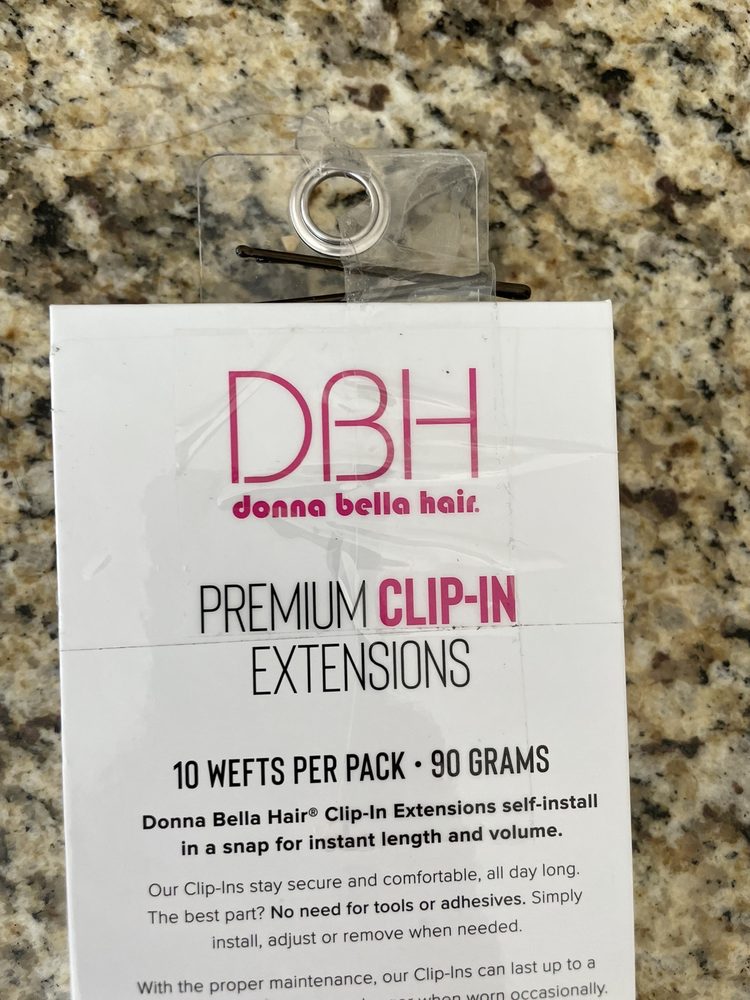 DBH
donna bella hair.
PREMIUM CLIP-IN
EXTENSIONS
10 WEFTS PER PACK • 90 GRAMS
Donna Bella Hair® Clip-In Extensions self-install
in a snap for instant length and volume.
Our Clip-Ins stay secure and comfortable, all day long.
The best part? No need for tools or adhesives. Simply
install, adjust or remove when needed.
With the proper maintenance, our Clip-Ins can last up to a
when worn occasionally.